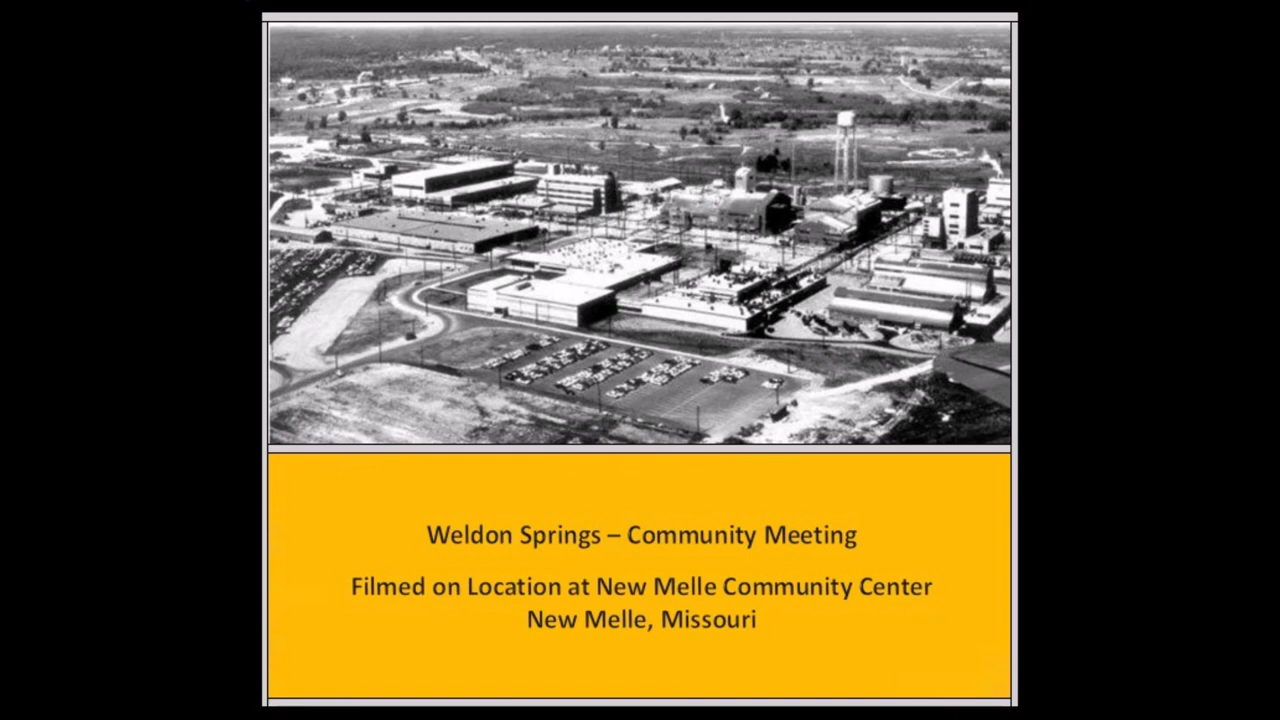 Weldon Springs – Community Meeting
Filmed on Location at New Melle Community Center
New Melle, Missouri